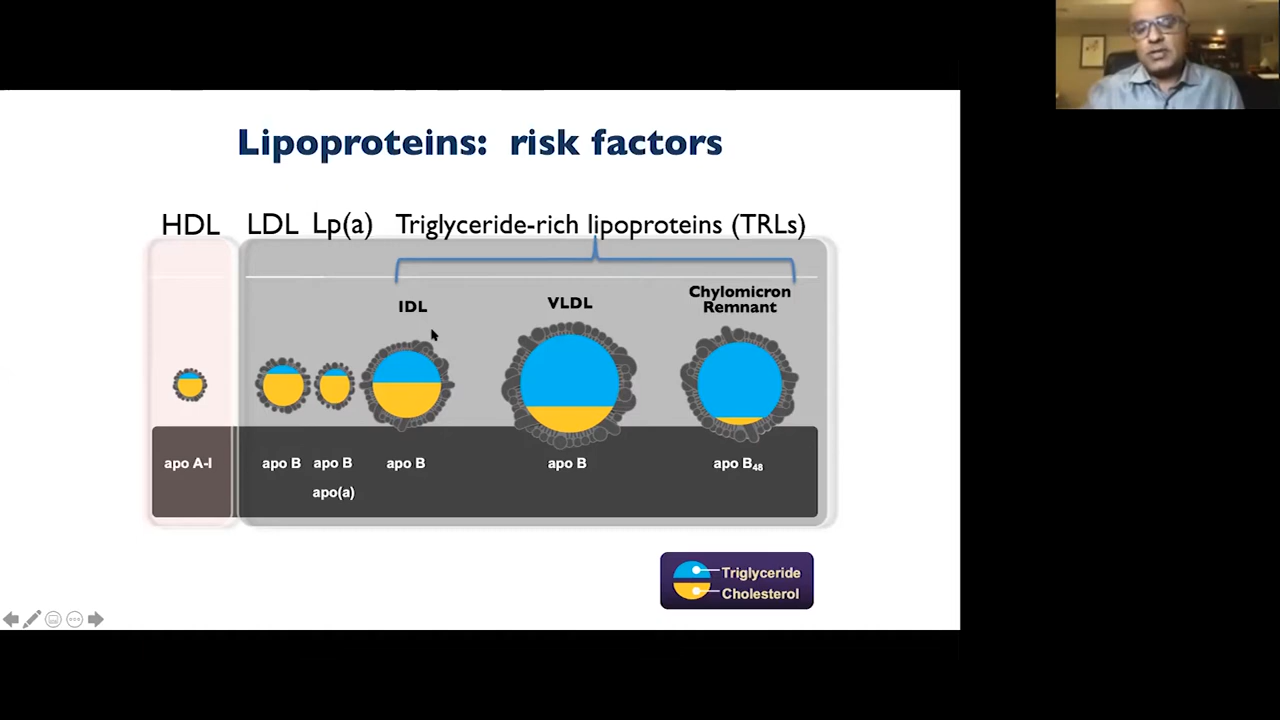 Lipoproteins: risk factors
HDL LDL Lp(a) Triglyceride-rich lipoproteins (TRLs)
IDL
VLDL
Chylomicron
Remnant
apo A-I apo B apo B apo B apo B apo B₄₈
apo(a)
Triglyceride
Cholesterol